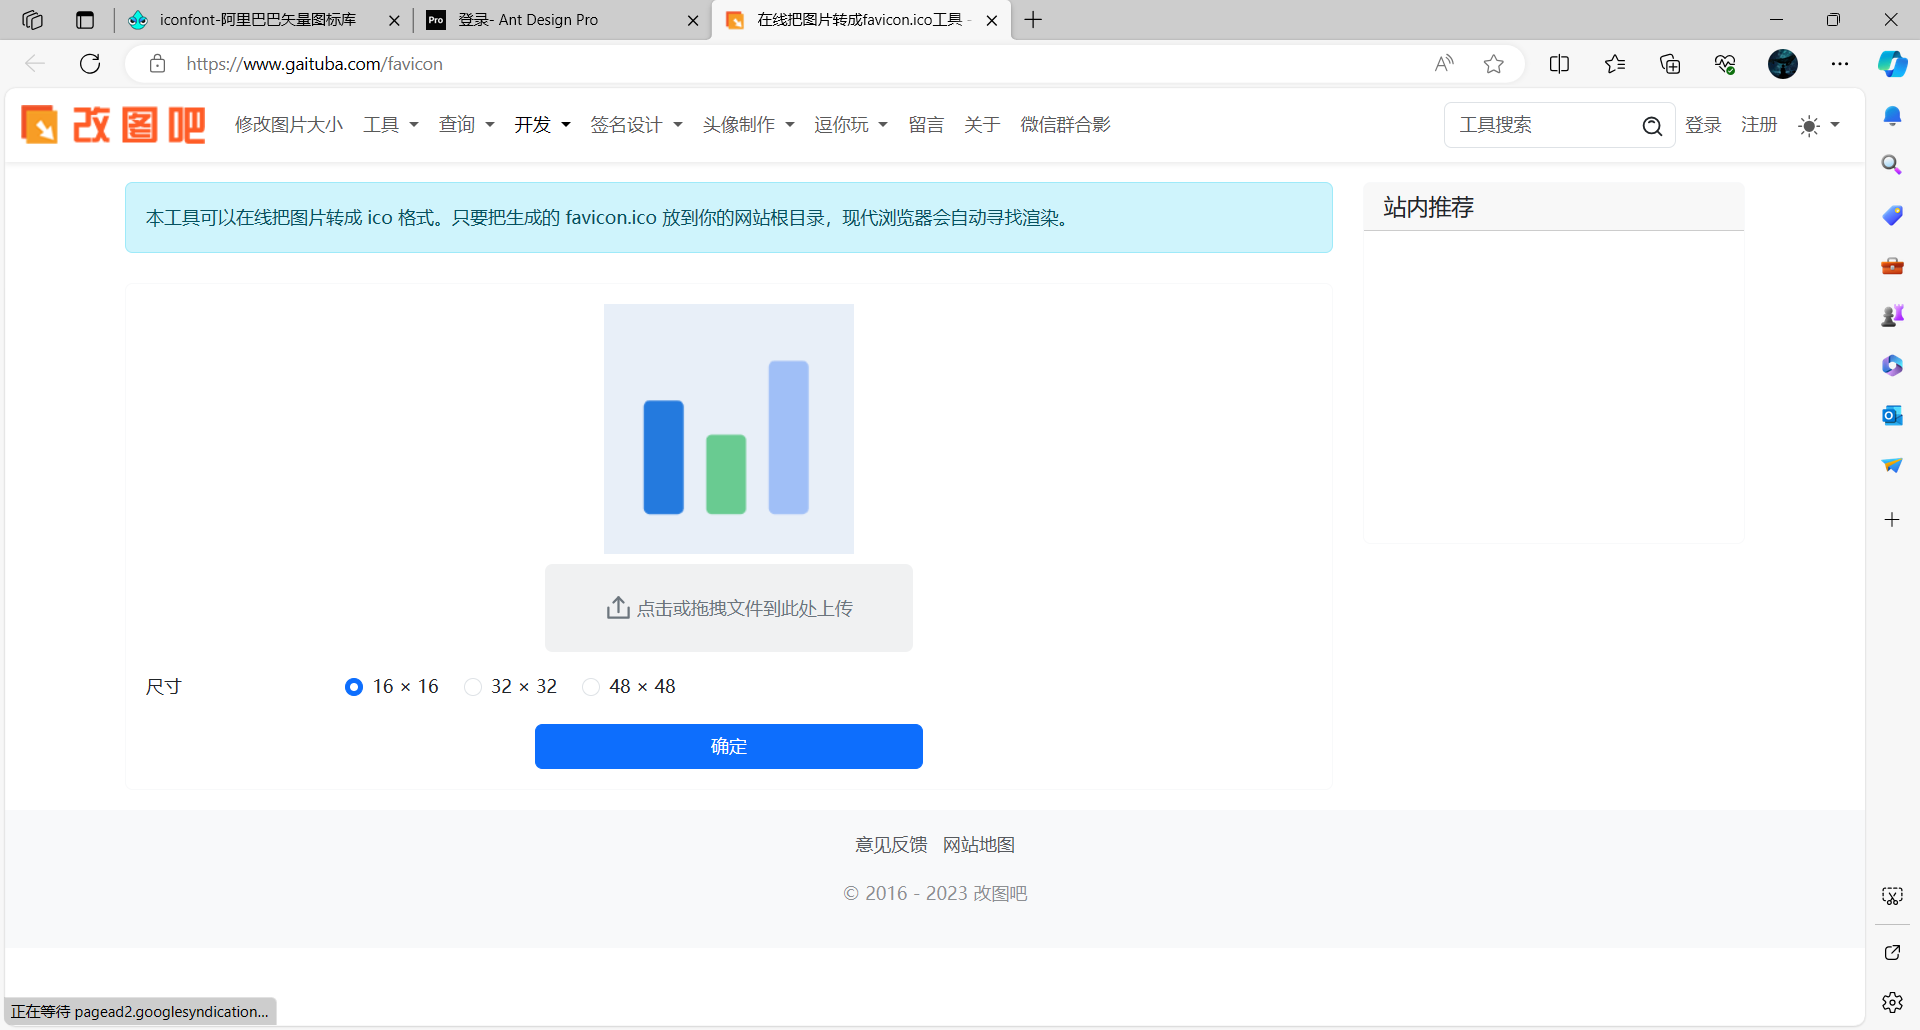 iconfont-阿里巴巴矢量图标库
Pro 登录- Ant Design Pro
在线把图片转成favicon.ico工具 -
https://www.gaituba.com/favicon
改图吧 修改图片大小 工具 查询 开发 签名设计 头像制作 逗你玩 留言 关于 微信群合影 工具搜索 登录 注册
本工具可以在线把图片转成 ico 格式。只要把生成的 favicon.ico 放到你的网站根目录，现代浏览器会自动寻找渲染。
站内推荐
点击或拖拽文件到此处上传
尺寸 16 × 16 32 × 32 48 × 48
确定
意见反馈 网站地图
© 2016 - 2023 改图吧
正在等待 pagead2.googlesyndication...